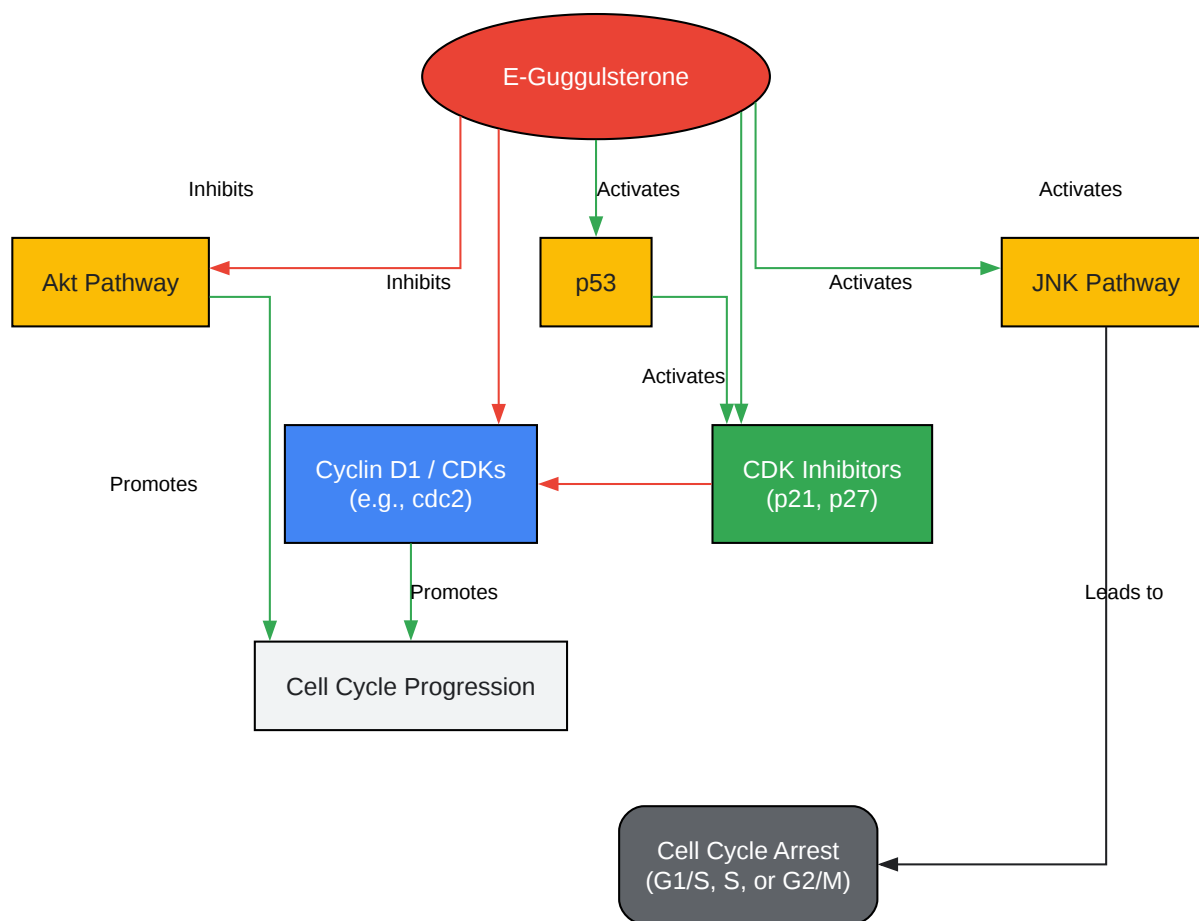 E-Guggulsterone
Inhibits
Activates
Activates
Akt Pathway
Inhibits
p53
Activates
JNK Pathway
Activates
Cyclin D1 / CDKs
(e.g., cdc2)
CDK Inhibitors
(p21, p27)
Promotes
Promotes
Leads to
Cell Cycle Progression
Cell Cycle Arrest
(G1/S, S, or G2/M)